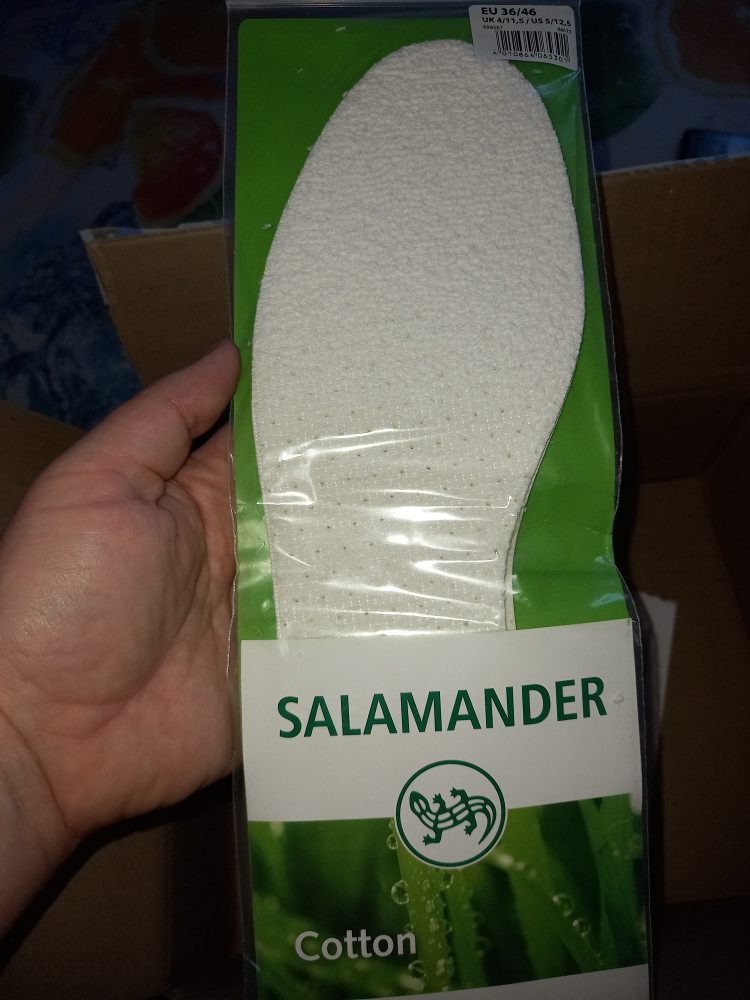 EU 36/46
UK 4/11,5 / US 5/12,5
SALAMANDER
Cotton